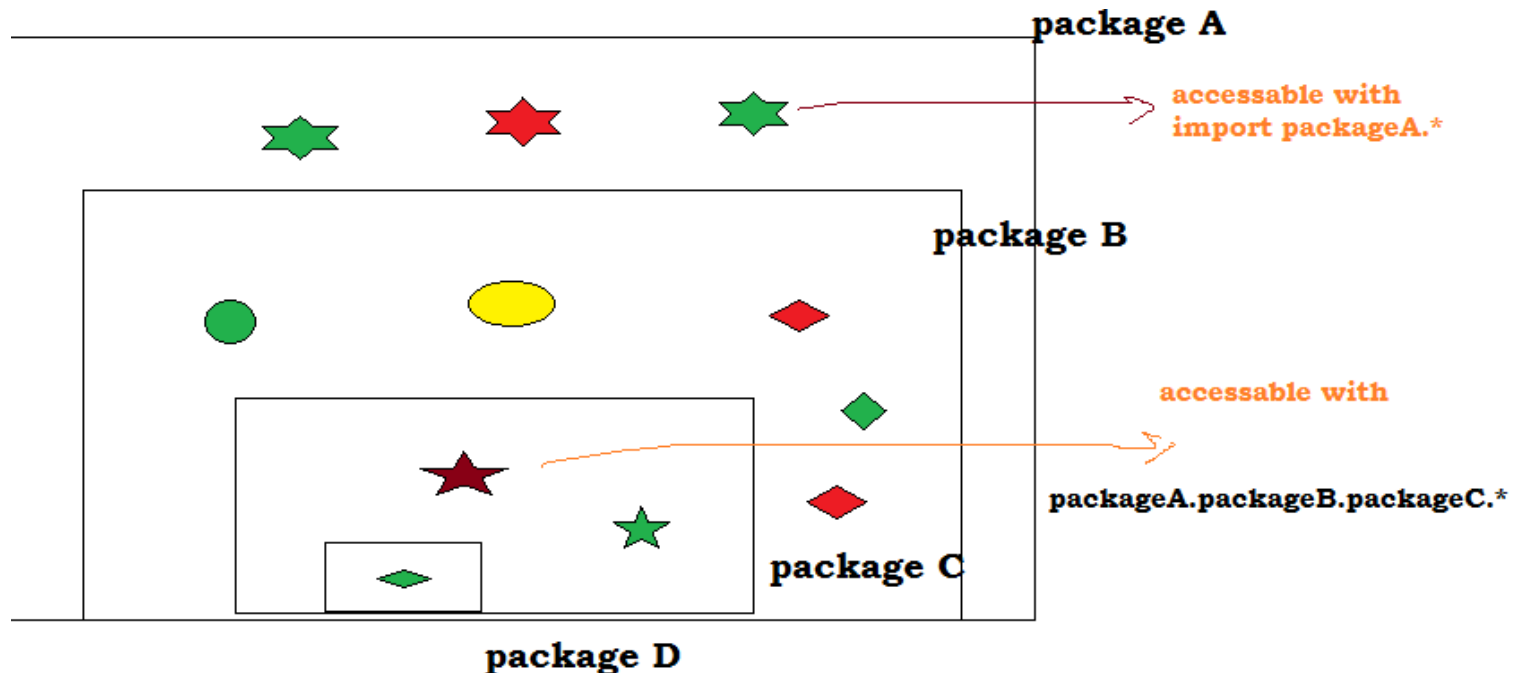 package A
accessable with
import packageA.*
package B
accessable with
packageA.packageB.packageC.*
package C
package D